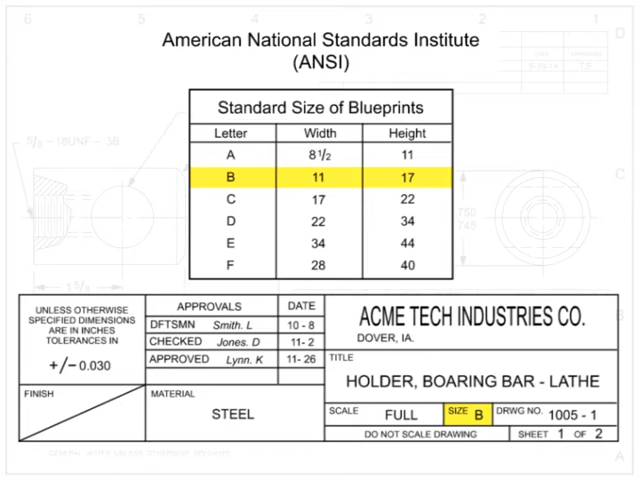 6 5 4 3 2 1
American National Standards Institute
(ANSI)
D
5/8-18UNF-3B
Standard Size of Blueprints
Letter Width Height
A 8 1/2 11
B 11 17
C 17 22
D 22 34
E 34 44
F 28 40
C
.750
.745
1 5/8
UNLESS OTHERWISE
SPECIFIED DIMENSIONS
ARE IN INCHES
TOLERANCES IN
+/- 0.030
FINISH
APPROVALS DATE
DFTSMN Smith. L 10 - 8
CHECKED Jones. D 11- 2
APPROVED Lynn. K 11- 26
MATERIAL
STEEL
ACME TECH INDUSTRIES CO.
DOVER, IA.
TITLE
HOLDER, BOARING BAR - LATHE
SCALE FULL SIZE B DRWG NO. 1005 - 1
DO NOT SCALE DRAWING SHEET 1 OF 2
B
A